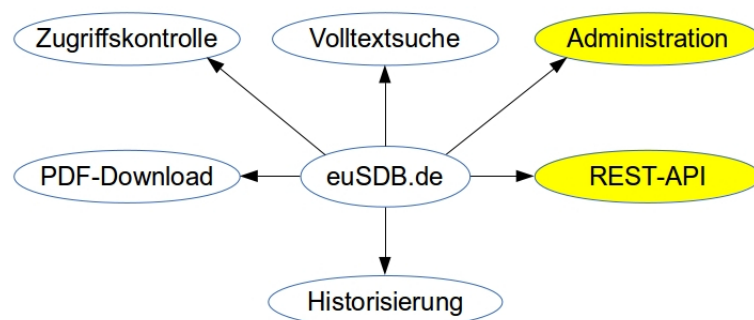 Zugriffskontrolle
Volltextsuche
Administration
PDF-Download
euSDB.de
REST-API
Historisierung